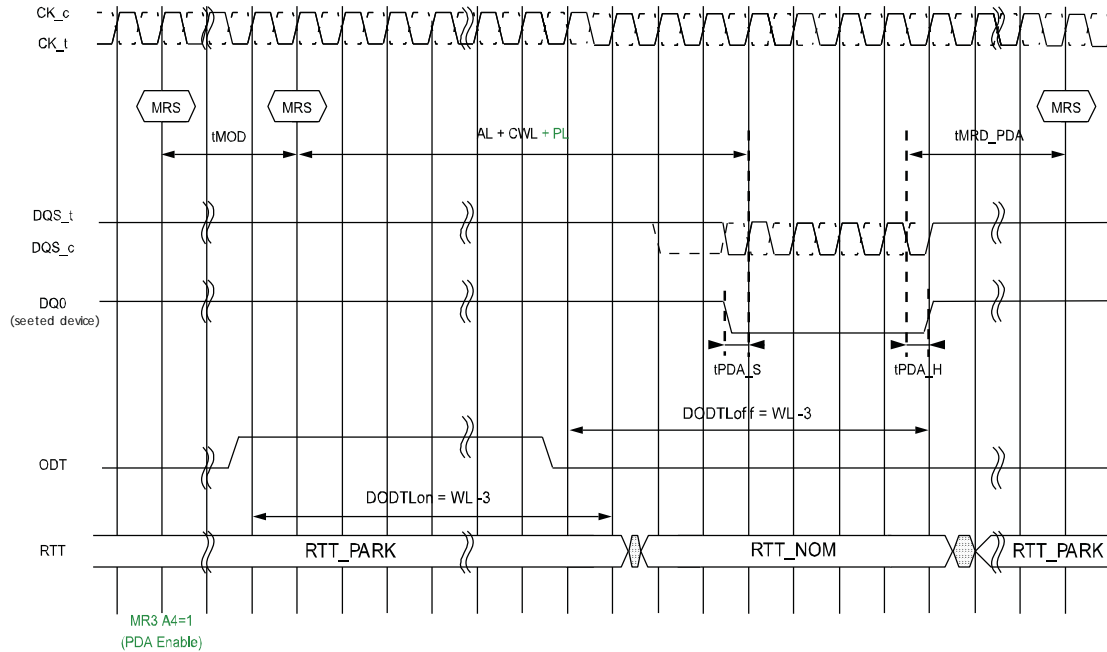 CK_c
CK_t
MRS
MRS
MRS
tMOD
AL + CWL + PL
tMRD_PDA
DQS_t
DQS_c
DQ0
(seeted device)
tPDA_S
tPDA_H
DODTLoff = WL -3
ODT
DODTLon = WL -3
RTT
RTT_PARK
RTT_NOM
RTT_PARK
MR3 A4=1
(PDA Enable)